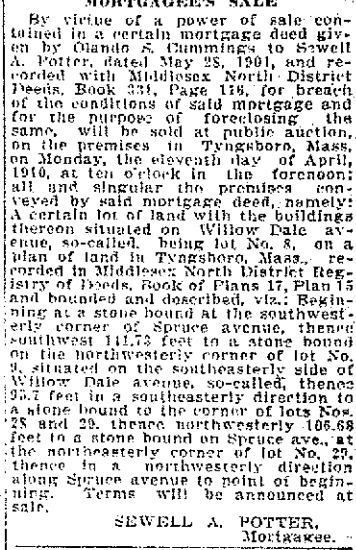 MORTGAGEE'S SALE
By virtue of a power of sale con-
tained in a certain mortgage deed giv-
en by Olando S. Cummings to Sewell
A. Potter, dated May 28, 1901, and re-
corded with Middlesex North District
Deeds, Book 331, Page 116, for breach
of the conditions of said mortgage and
for the purpose of foreclosing the
same, will be sold at public auction,
on the premises in Tyngsboro, Mass,
on Monday, the eleventh day of April,
1910, at ten o'clock in the forenoon:
all and singular the premises con-
veyed by said mortgage deed, namely:
A certain lot of land with the buildings
thereon situated on Willow Dale av-
enue, so-called, being lot No. 8, on a
plan of land in Tyngsboro, Mass., re-
corded in Middlesex North District Reg-
istry of Deeds, Book of Plans 17, Plan 15
and bounded and described, viz.: Begin-
ning at a stone bound at the southwest-
erly corner of Spruce avenue, thence
southwest 141.73 feet to a stone bound
on the northwesterly corner of lot No.
9, situated on the southeasterly side of
Willow Dale avenue, so-called, thence
95.7 feet in a southeasterly direction to
a stone bound to the corner of lots Nos.
28 and 29, thence northwesterly 106.68
feet to a stone bound on Spruce ave., at
the northeasterly corner of lot No. 29,
thence in a northwesterly direction
along Spruce avenue to point of begin-
ning. Terms will be announced at
sale.
SEWELL A. POTTER,
Mortgagee.